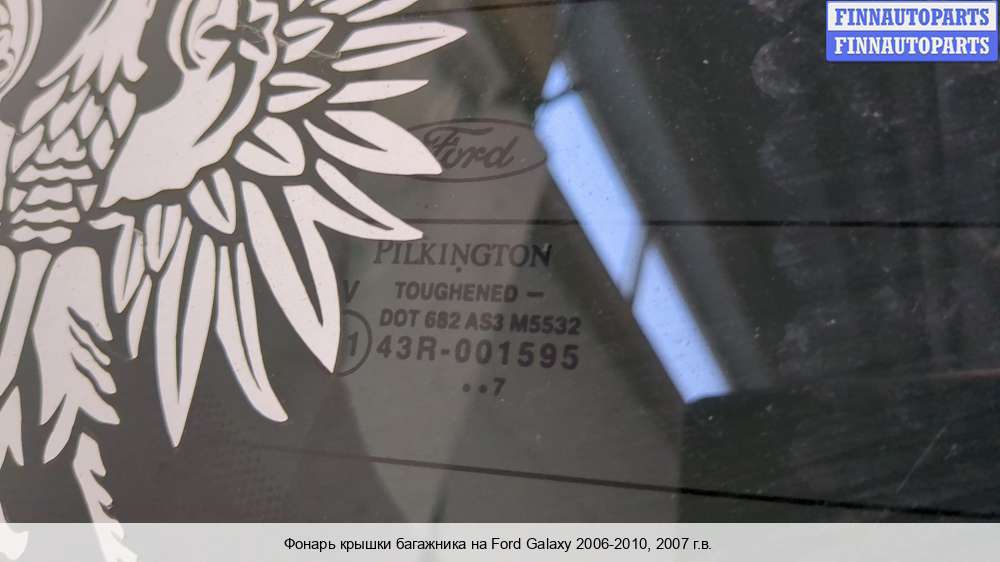 FINNAUTOPARTS
FINNAUTOPARTS
Ford
PILKINGTON
V TOUGHENED –
DOT 682 AS3 M5532
1 43R-001595
••7
Фонарь крышки багажника на Ford Galaxy 2006-2010, 2007 г.в.